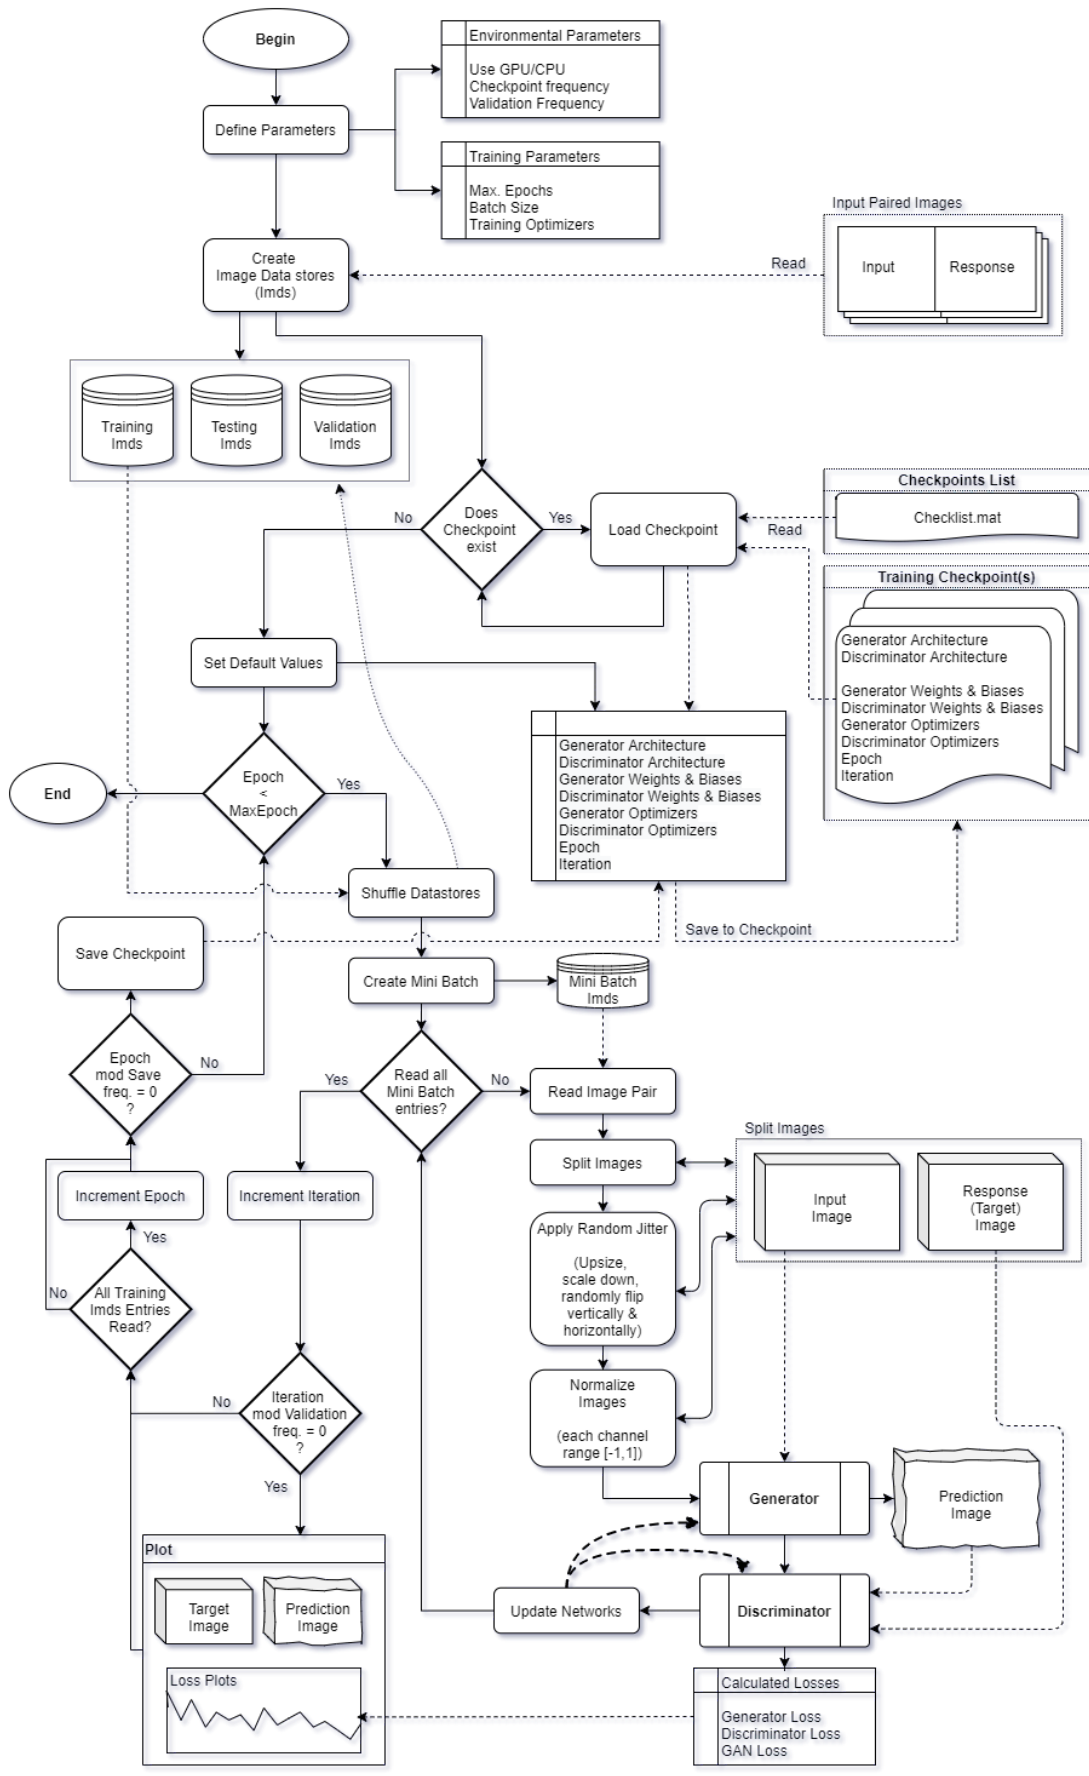 Begin
Define Parameters
Environmental Parameters
Use GPU/CPU
Checkpoint frequency
Validation Frequency
Training Parameters
Max. Epochs
Batch Size
Training Optimizers
Input Paired Images
Input
Response
Read
Create
Image Data stores
(Imds)
Training
Imds
Testing
Imds
Validation
Imds
Does
Checkpoint
exist
No
Yes
Load Checkpoint
Read
Checkpoints List
Checklist.mat
Training Checkpoint(s)
Generator Architecture
Discriminator Architecture
Generator Weights & Biases
Discriminator Weights & Biases
Generator Optimizers
Discriminator Optimizers
Epoch
Iteration
Set Default Values
Generator Architecture
Discriminator Architecture
Generator Weights & Biases
Discriminator Weights & Biases
Generator Optimizers
Discriminator Optimizers
Epoch
Iteration
End
Epoch
<
MaxEpoch
Yes
Shuffle Datastores
Save to Checkpoint
Save Checkpoint
Create Mini Batch
Mini Batch
Imds
Epoch
mod Save
freq. = 0
?
No
Read all
Mini Batch
entries?
Yes
No
Read Image Pair
Split Images
Split Images
Input
Image
Response
(Target)
Image
Increment Epoch
Increment Iteration
Yes
Apply Random Jitter
(Upsize,
scale down,
randomly flip
vertically &
horizontally)
No
All Training
Imds Entries
Read?
Iteration
mod Validation
freq. = 0
?
No
Yes
Normalize
Images
(each channel
range [-1,1])
Generator
Prediction
Image
Plot
Target
Image
Prediction
Image
Loss Plots
Update Networks
Discriminator
Calculated Losses
Generator Loss
Discriminator Loss
GAN Loss